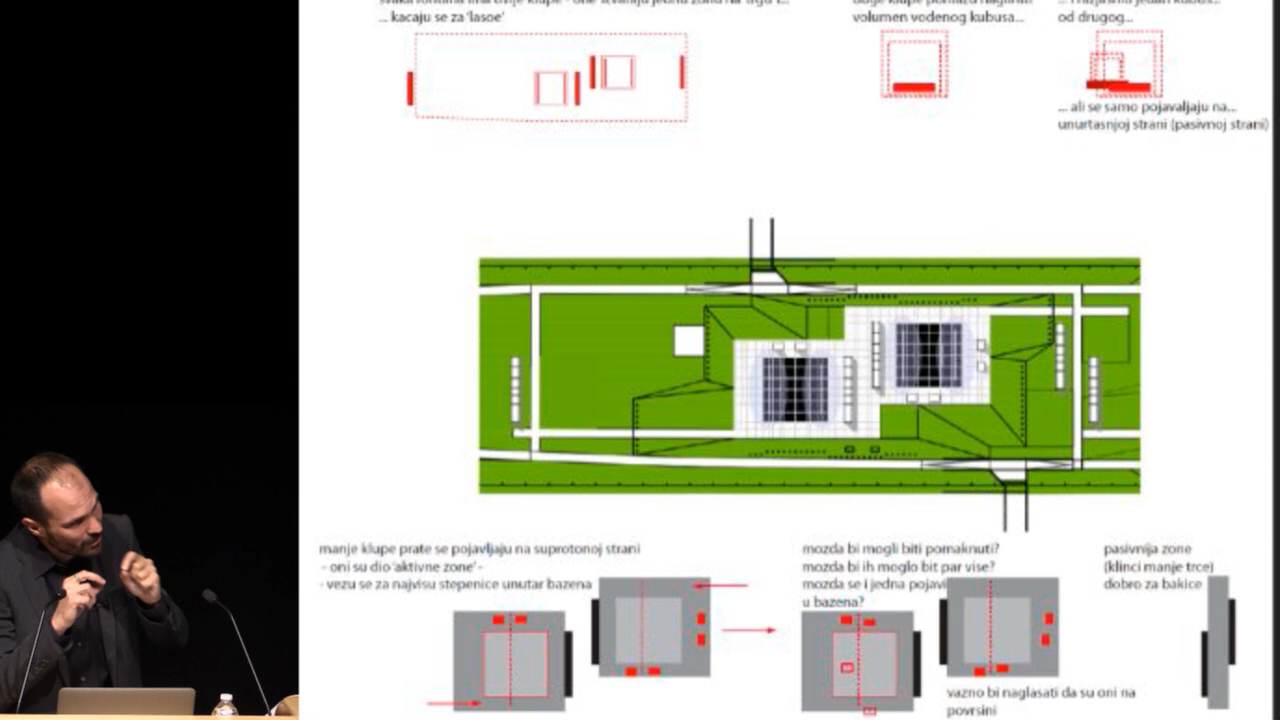 ... kacaju se za 'lasoe'
volumen vodenog kubusa...
od drugog...
... ali se samo pojavaljaju na...
unurtasnjoj strani (pasivnoj strani)
manje klupe prate se pojavljaju na suprotonoj strani
- oni su dio 'aktivne zone' -
- vezu se za najvisu stepenice unutar bazena
mozda bi mogli biti pomaknuti?
mozda bi ih moglo bit par vise?
mozda se i jedna pojavi
u bazena?
pasivnija zone
(klinci manje trce)
dobro za bakice
vazno bi naglasati da su oni na
povrsini